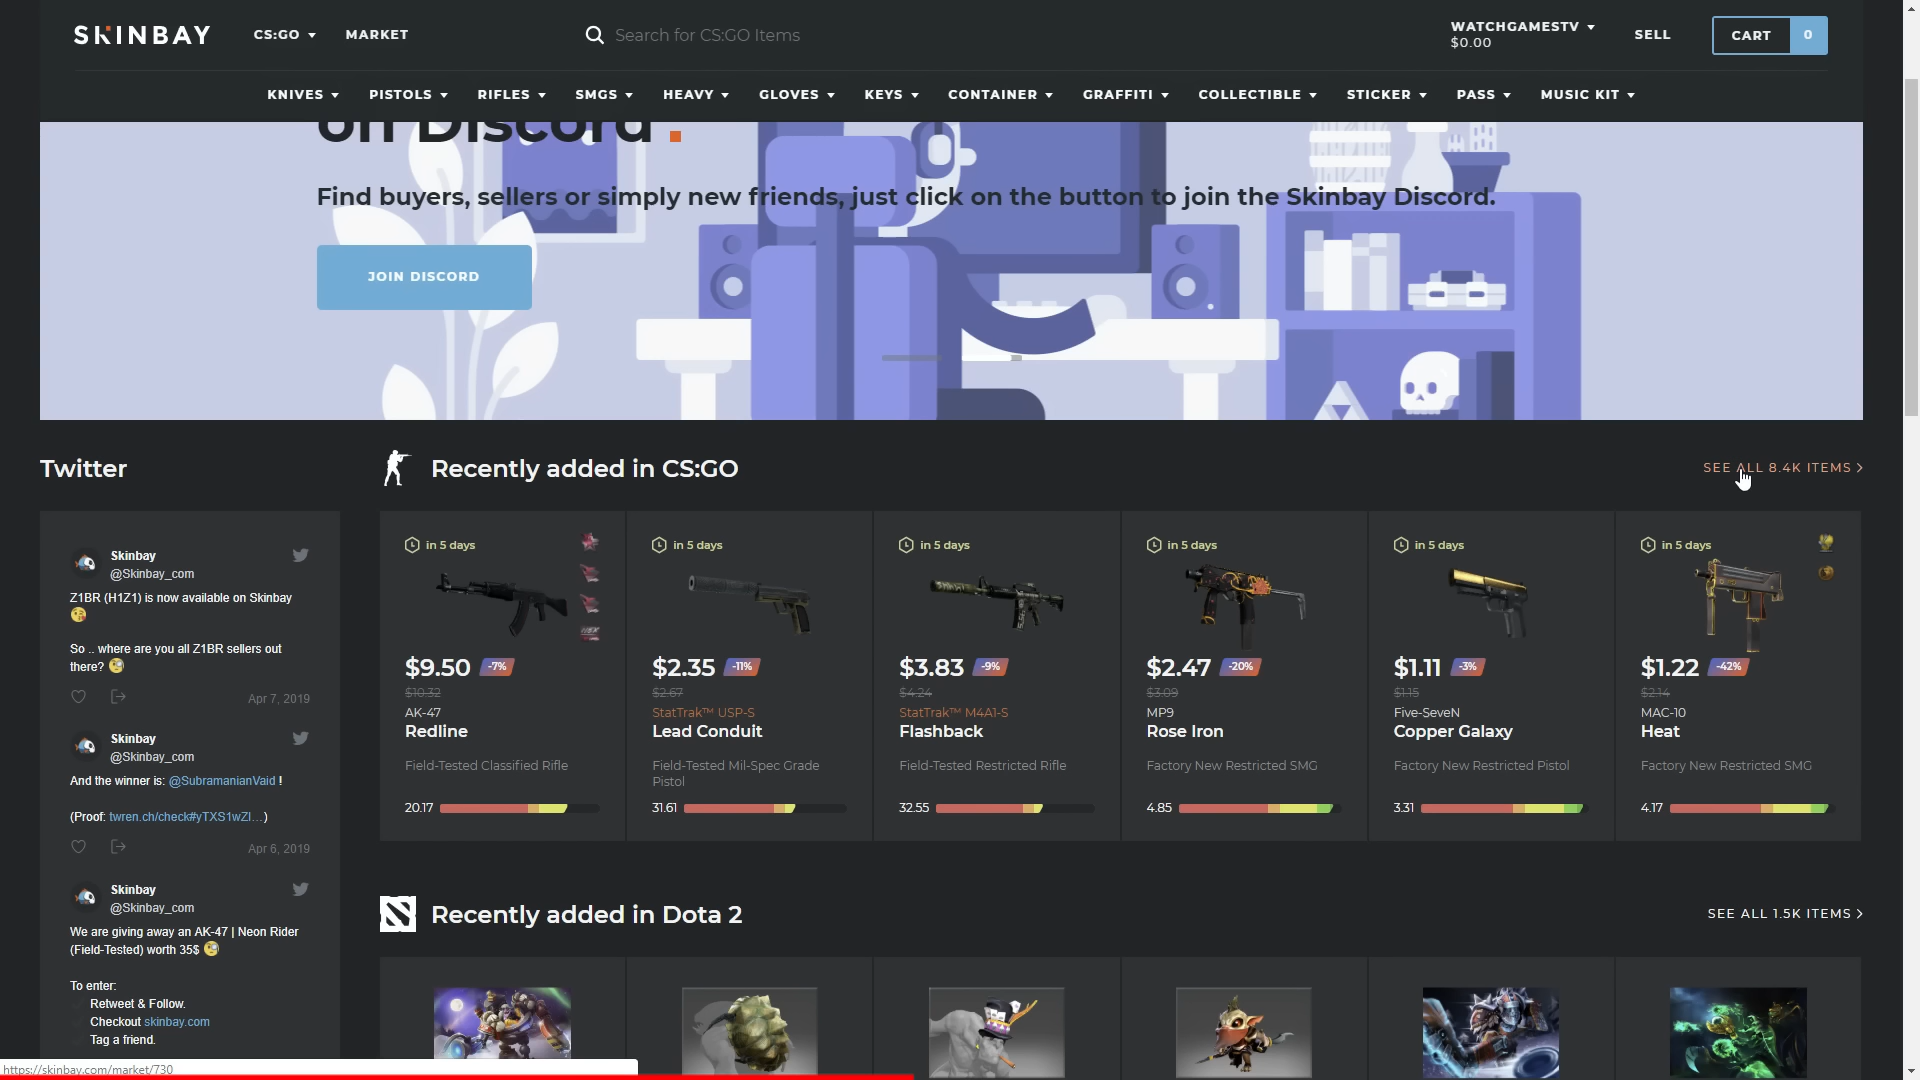 SKINBAY
CS:GO
MARKET
Search for CS:GO Items
WATCHGAMESTV
$0.00
SELL
CART
0
KNIVES
PISTOLS
RIFLES
SMGS
HEAVY
GLOVES
KEYS
CONTAINER
GRAFFITI
COLLECTIBLE
STICKER
PASS
MUSIC KIT
on Discord.
Find buyers, sellers or simply new friends, just click on the button to join the Skinbay Discord.
JOIN DISCORD
Twitter
Skinbay
@Skinbay_com
Z1BR (H1Z1) is now available on Skinbay
😘
So .. where are you all Z1BR sellers out
there? 🧐
Apr 7, 2019
Skinbay
@Skinbay_com
And the winner is: @SubramanianVaid !
(Proof: twren.ch/check#yTXS1wZl…)
Apr 6, 2019
Skinbay
@Skinbay_com
We are giving away an AK-47 | Neon Rider
(Field-Tested) worth 35$ 🧐
To enter:
Retweet & Follow.
Checkout skinbay.com
Tag a friend.
Recently added in CS:GO
SEE ALL 8.4K ITEMS >
in 5 days
$9.50 -7%
$10.32
AK-47
Redline
Field-Tested Classified Rifle
20.17
in 5 days
$2.35 -11%
$2.67
StatTrak™ USP-S
Lead Conduit
Field-Tested Mil-Spec Grade
Pistol
31.61
in 5 days
$3.83 -9%
$4.24
StatTrak™ M4A1-S
Flashback
Field-Tested Restricted Rifle
32.55
in 5 days
$2.47 -20%
$3.09
MP9
Rose Iron
Factory New Restricted SMG
4.85
in 5 days
$1.11 -3%
$1.15
Five-SeveN
Copper Galaxy
Factory New Restricted Pistol
3.31
in 5 days
$1.22 -42%
$2.14
MAC-10
Heat
Factory New Restricted SMG
4.17
Recently added in Dota 2
SEE ALL 1.5K ITEMS >
https://skinbay.com/market/730